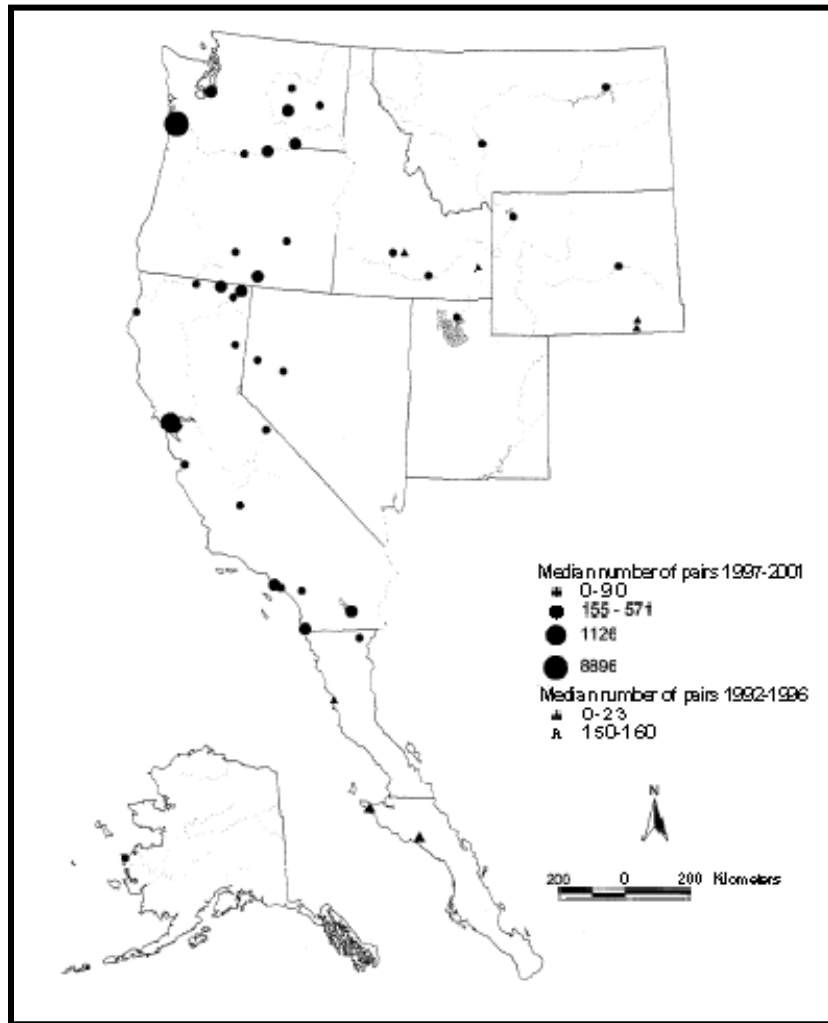 Median number of pairs 1997-2001
0-90
155 - 571
1126
8896
Median number of pairs 1992-1996
0-23
150-160
N
200 0 200 Kilometers